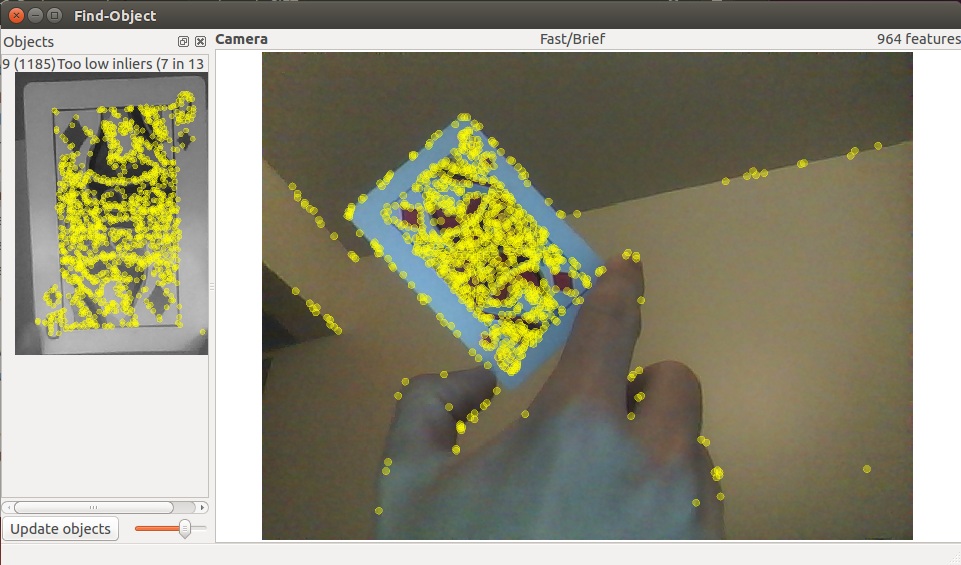 Find-Object
Objects
Camera
Fast/Brief
964 features
9 (1185)Too low inliers (7 in 13
Update objects